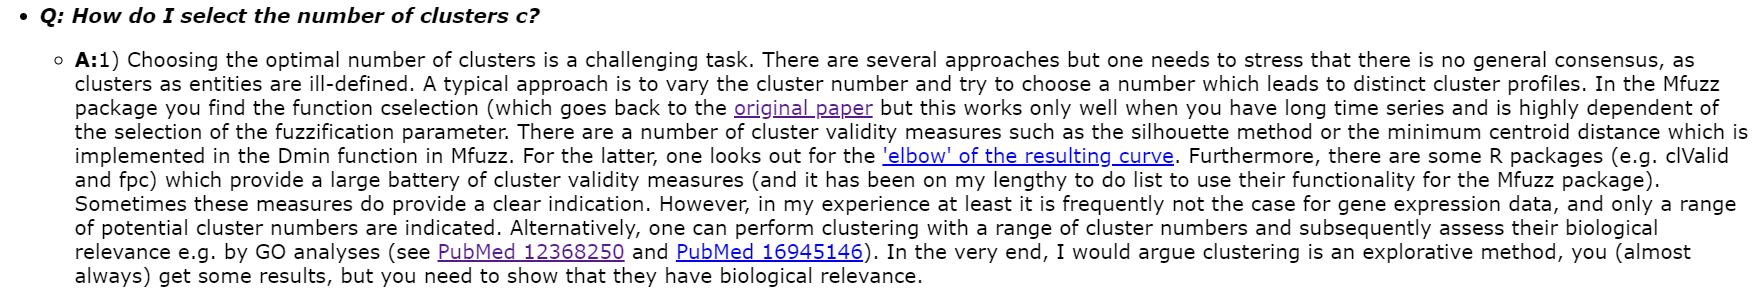 • Q: How do I select the number of clusters c?
◦ A:1) Choosing the optimal number of clusters is a challenging task. There are several approaches but one needs to stress that there is no general consensus, as
clusters as entities are ill-defined. A typical approach is to vary the cluster number and try to choose a number which leads to distinct cluster profiles. In the Mfuzz
package you find the function cselection (which goes back to the original paper but this works only well when you have long time series and is highly dependent of
the selection of the fuzzification parameter. There are a number of cluster validity measures such as the silhouette method or the minimum centroid distance which is
implemented in the Dmin function in Mfuzz. For the latter, one looks out for the 'elbow' of the resulting curve. Furthermore, there are some R packages (e.g. clValid
and fpc) which provide a large battery of cluster validity measures (and it has been on my lengthy to do list to use their functionality for the Mfuzz package).
Sometimes these measures do provide a clear indication. However, in my experience at least it is frequently not the case for gene expression data, and only a range
of potential cluster numbers are indicated. Alternatively, one can perform clustering with a range of cluster numbers and subsequently assess their biological
relevance e.g. by GO analyses (see PubMed 12368250 and PubMed 16945146). In the very end, I would argue clustering is an explorative method, you (almost
always) get some results, but you need to show that they have biological relevance.